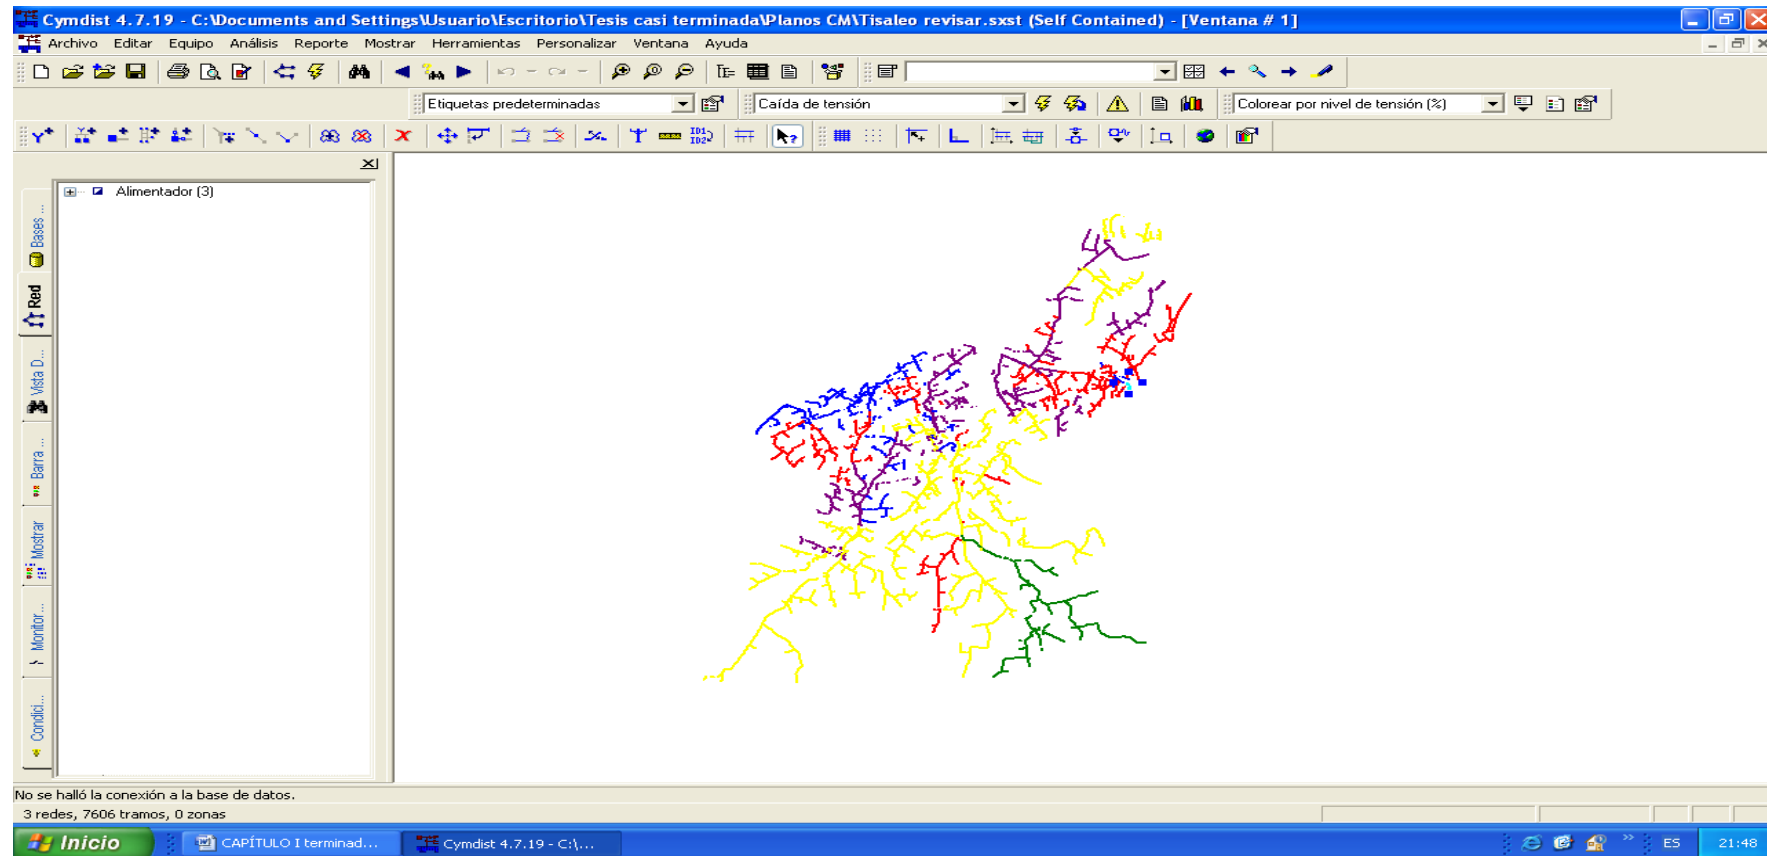 Cymdist 4.7.19 - C:\Documents and Settings\Usuario\Escritorio\Tesis casi terminada\Planos CM\Tisaleo revisar.sxst (Self Contained) - [Ventana # 1]
Archivo Editar Equipo Análisis Reporte Mostrar Herramientas Personalizar Ventana Ayuda
Etiquetas predeterminadas Caída de tensión Colorear por nivel de tensión (%)
ID1
ID2
Alimentador (3)
Bases ...
Red
Vista D...
Barra ...
Mostrar
Monitor...
Condici...
No se halló la conexión a la base de datos.
3 redes, 7606 tramos, 0 zonas
Inicio CAPÍTULO I terminad... Cymdist 4.7.19 - C:\... ES 21:48